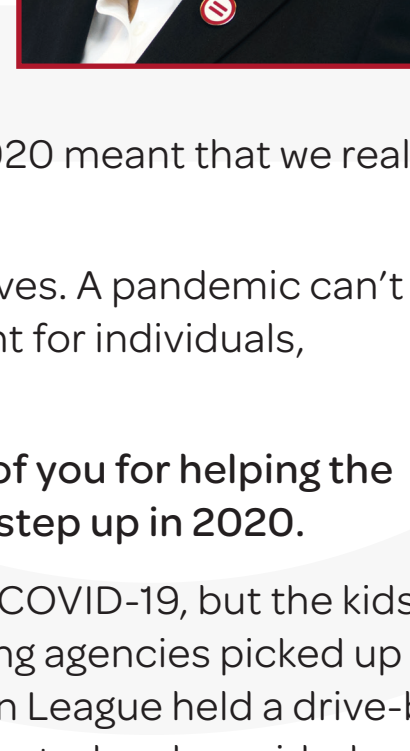 20 meant that we real
ves. A pandemic can’t
nt for individuals,
of you for helping the
step up in 2020.
COVID-19, but the kids
ng agencies picked up
n League held a drive-b